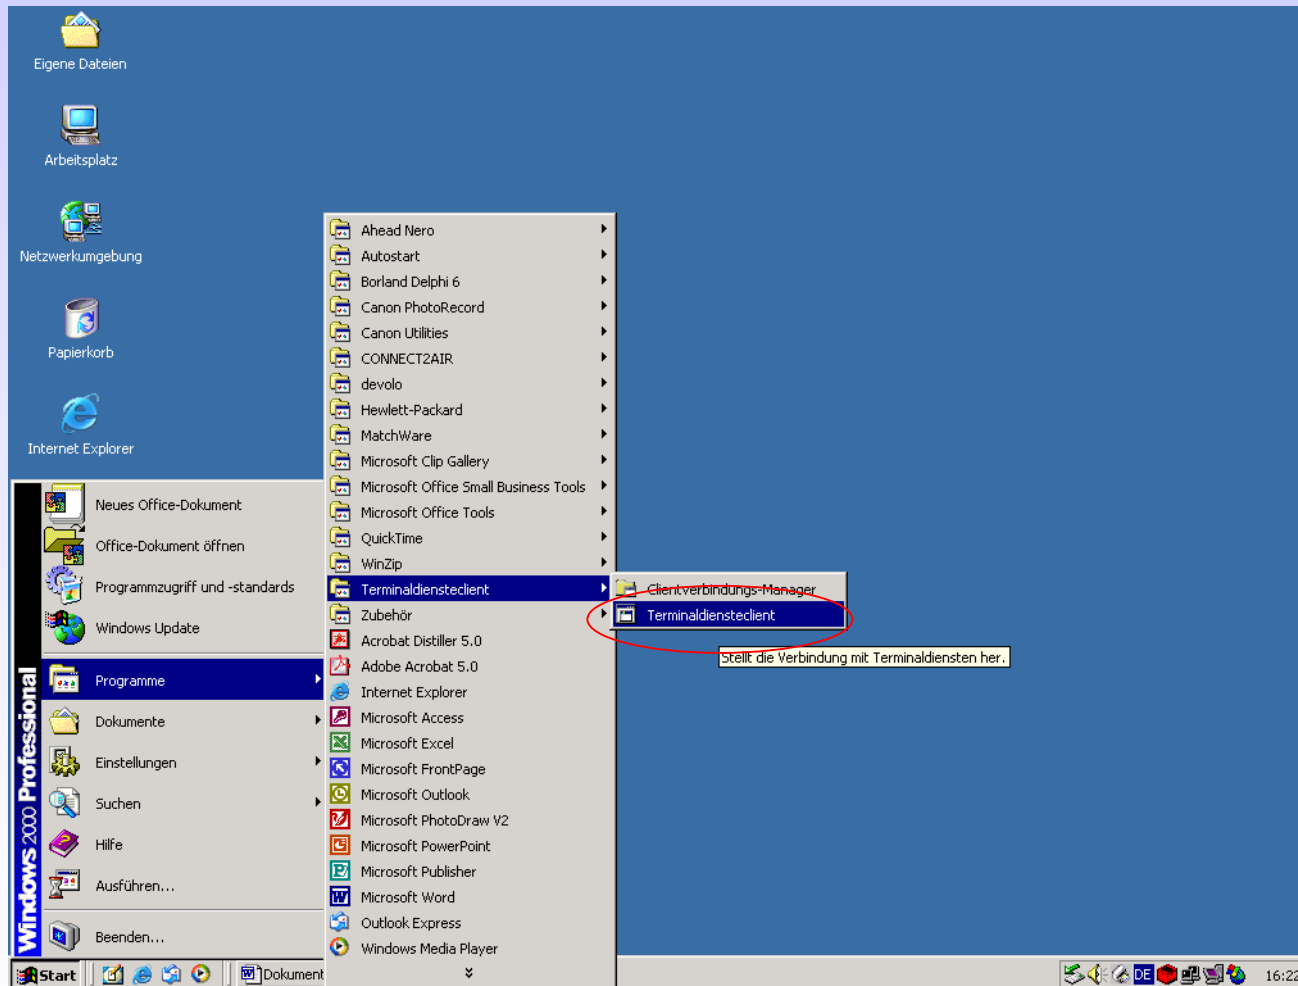 Eigene Dateien
Arbeitsplatz
Netzwerkumgebung
Papierkorb
Internet Explorer
Neues Office-Dokument
Office-Dokument öffnen
Programmzugriff und -standards
Windows Update
Programme
Dokumente
Einstellungen
Suchen
Hilfe
Ausführen...
Beenden...
Windows 2000 Professional
Ahead Nero
Autostart
Borland Delphi 6
Canon PhotoRecord
Canon Utilities
CONNECT2AIR
devolo
Hewlett-Packard
MatchWare
Microsoft Clip Gallery
Microsoft Office Small Business Tools
Microsoft Office Tools
QuickTime
WinZip
Terminaldiensteclient
Zubehör
Acrobat Distiller 5.0
Adobe Acrobat 5.0
Internet Explorer
Microsoft Access
Microsoft Excel
Microsoft FrontPage
Microsoft Outlook
Microsoft PhotoDraw V2
Microsoft PowerPoint
Microsoft Publisher
Microsoft Word
Outlook Express
Windows Media Player
Clientverbindungs-Manager
Terminaldiensteclient
Stellt die Verbindung mit Terminaldiensten her.
Start
Dokument
DE
16:22